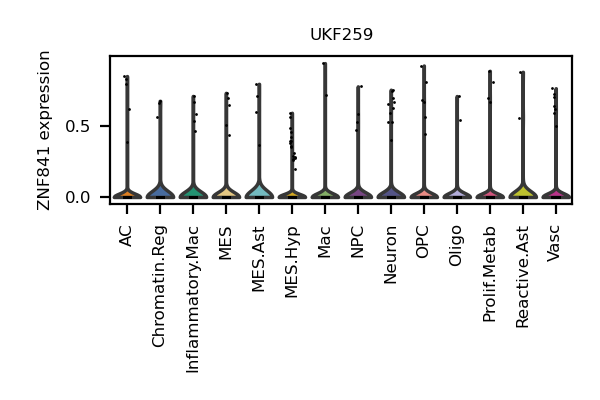 UKF259
ZNF841 expression
0.5
0.0
AC
Chromatin.Reg
Inflammatory.Mac
MES
MES.Ast
MES.Hyp
Mac
NPC
Neuron
OPC
Oligo
Prolif.Metab
Reactive.Ast
Vasc